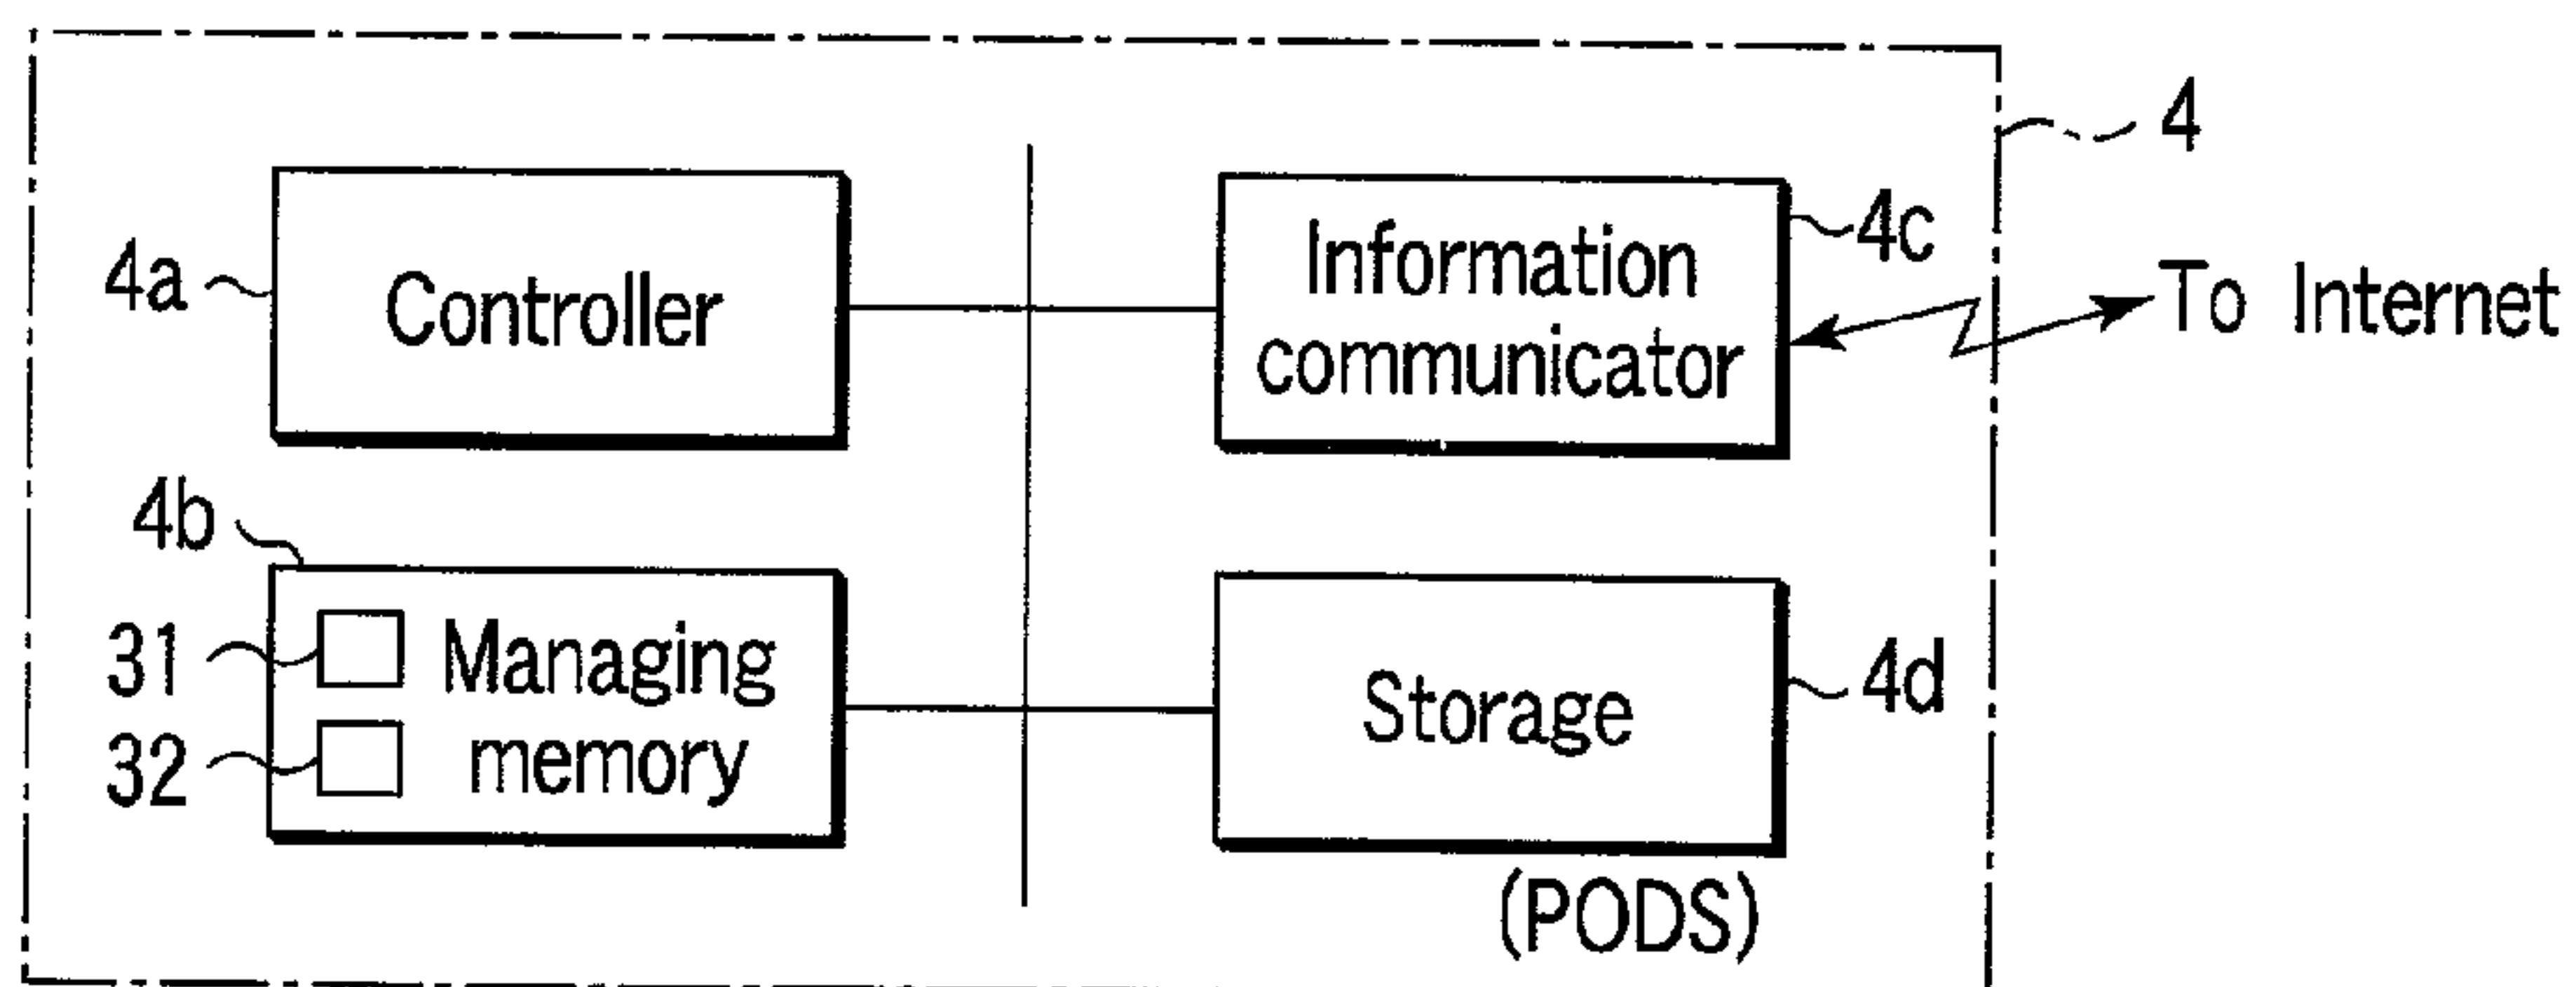 4
4a
Controller
Information
communicator
4c
To Internet
4b
31
32
Managing
memory
Storage
4d
(PODS)